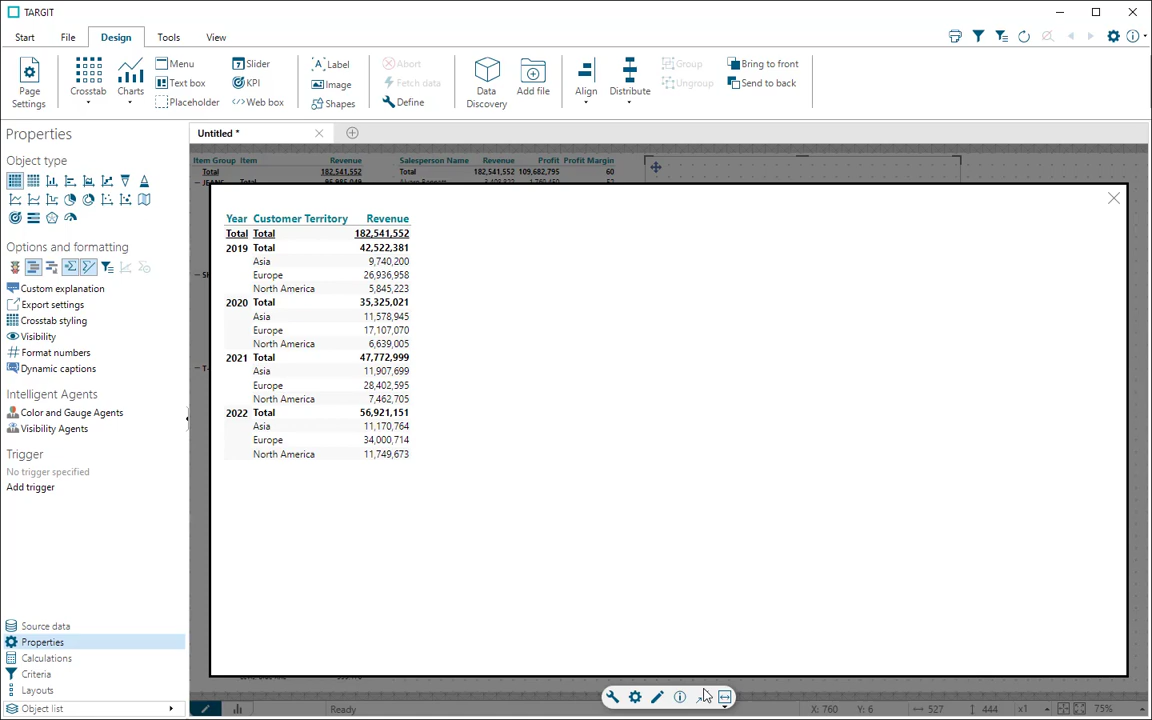 TARGIT
Start File Design Tools View
Page Settings
Crosstab
Charts
Menu
Text box
Placeholder
Slider
KPI
Web box
Label
Image
Shapes
Abort
Fetch data
Define
Data Discovery
Add file
Align
Distribute
Group
Ungroup
Bring to front
Send to back
Properties
Untitled *
Object type
Item Group Item Revenue Salesperson Name Revenue Profit Profit Margin
Total 182,541,552 Total 182,541,552 109,682,795 60
Options and formatting
Custom explanation
Export settings
Crosstab styling
Visibility
Format numbers
Dynamic captions
Intelligent Agents
Color and Gauge Agents
Visibility Agents
Trigger
No trigger specified
Add trigger
Year Customer Territory Revenue
Total Total 182,541,552
2019 Total 42,522,381
Asia 9,740,200
Europe 26,936,958
North America 5,845,223
2020 Total 35,325,021
Asia 11,578,945
Europe 17,107,070
North America 6,639,005
2021 Total 47,772,999
Asia 11,907,699
Europe 28,402,595
North America 7,462,705
2022 Total 56,921,151
Asia 11,170,764
Europe 34,000,714
North America 11,749,673
Source data
Properties
Calculations
Criteria
Layouts
Object list
Ready X: 760 Y: 6 527 444 x1 75%